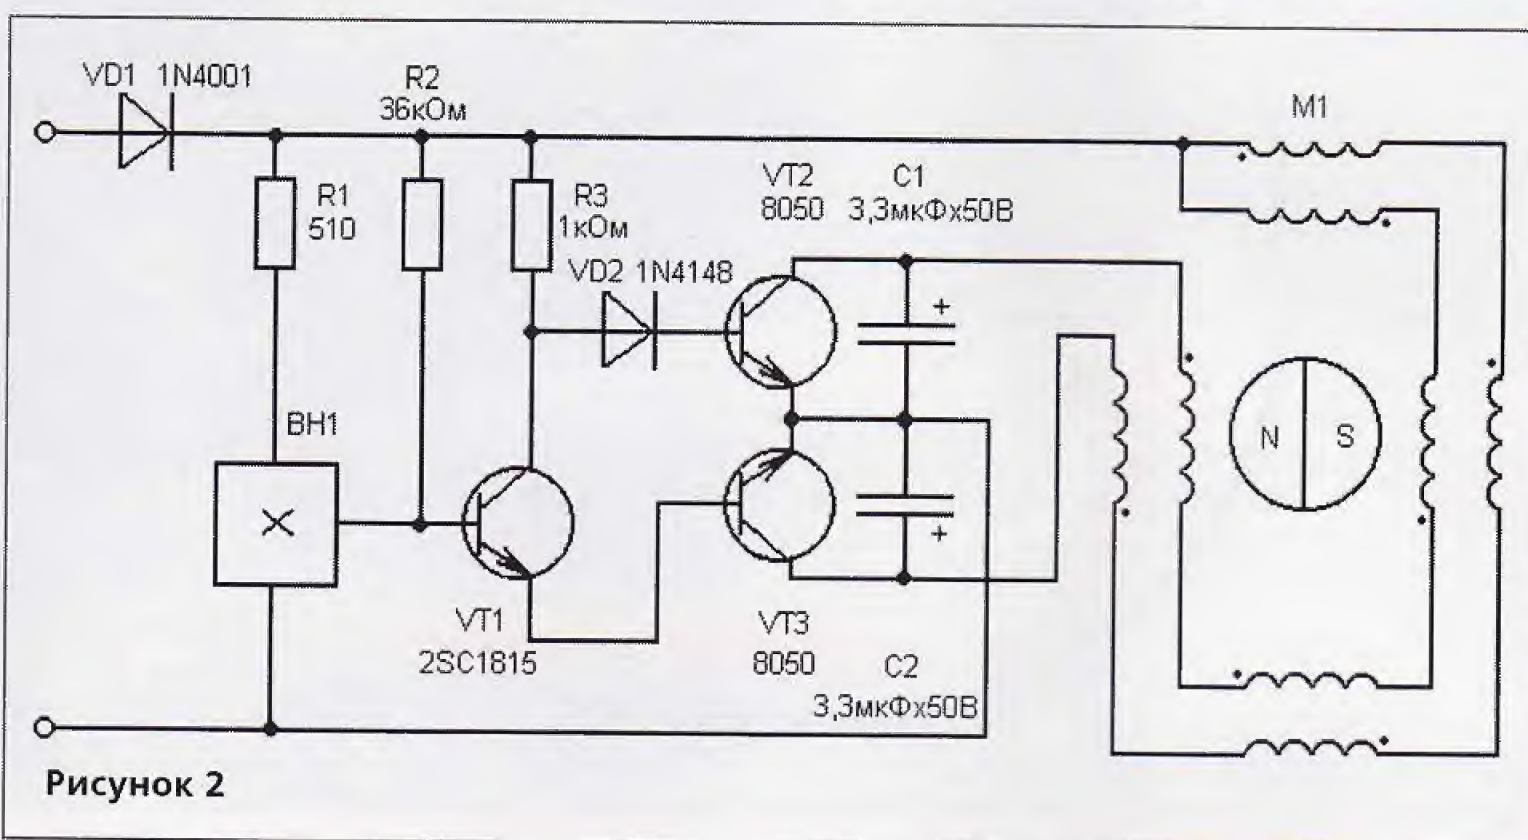 VD1 1N4001
R2
36кОм
M1
R1
510
R3
1кОм
VT2
8050
C1
3,3мкФх50В
VD2 1N4148
+
BH1
N
S
+
VT1
2SC1815
VT3
8050
C2
3,3мкФх50В
Рисунок 2